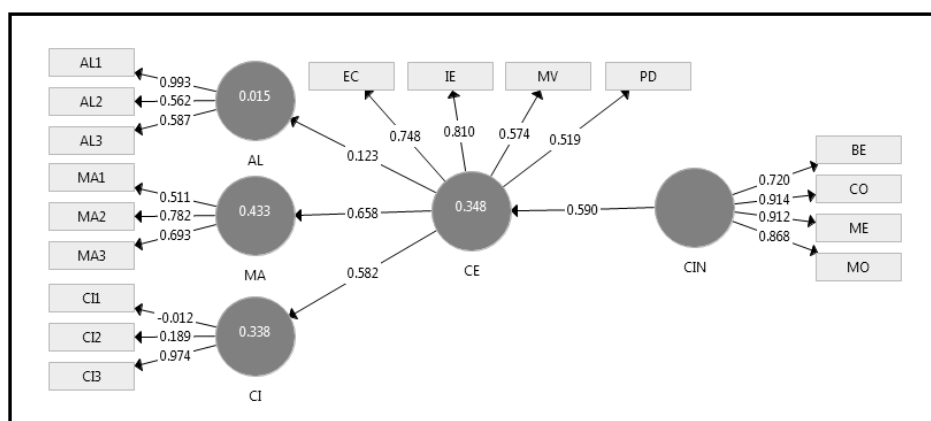 AL1
AL2
AL3
0.993
0.562
0.587
0.015
AL
MA1
MA2
MA3
0.511
0.782
0.693
0.433
MA
CI1
CI2
CI3
-0.012
0.189
0.974
0.338
CI
0.123
0.658
0.582
EC
IE
MV
PD
0.748
0.810
0.574
0.519
0.348
CE
0.590
CIN
0.720
0.914
0.912
0.868
BE
CO
ME
MO